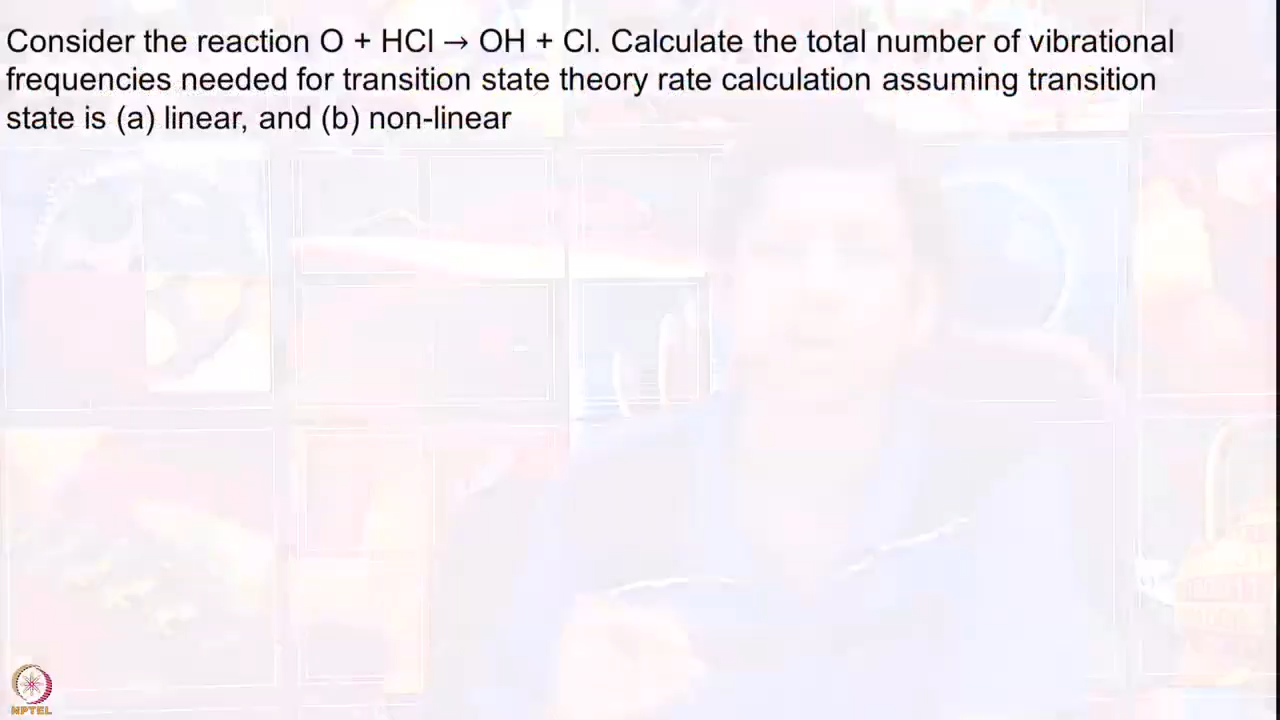 Consider the reaction O + HCl → OH + Cl. Calculate the total number of vibrational
frequencies needed for transition state theory rate calculation assuming transition
state is (a) linear, and (b) non-linear
NPTEL